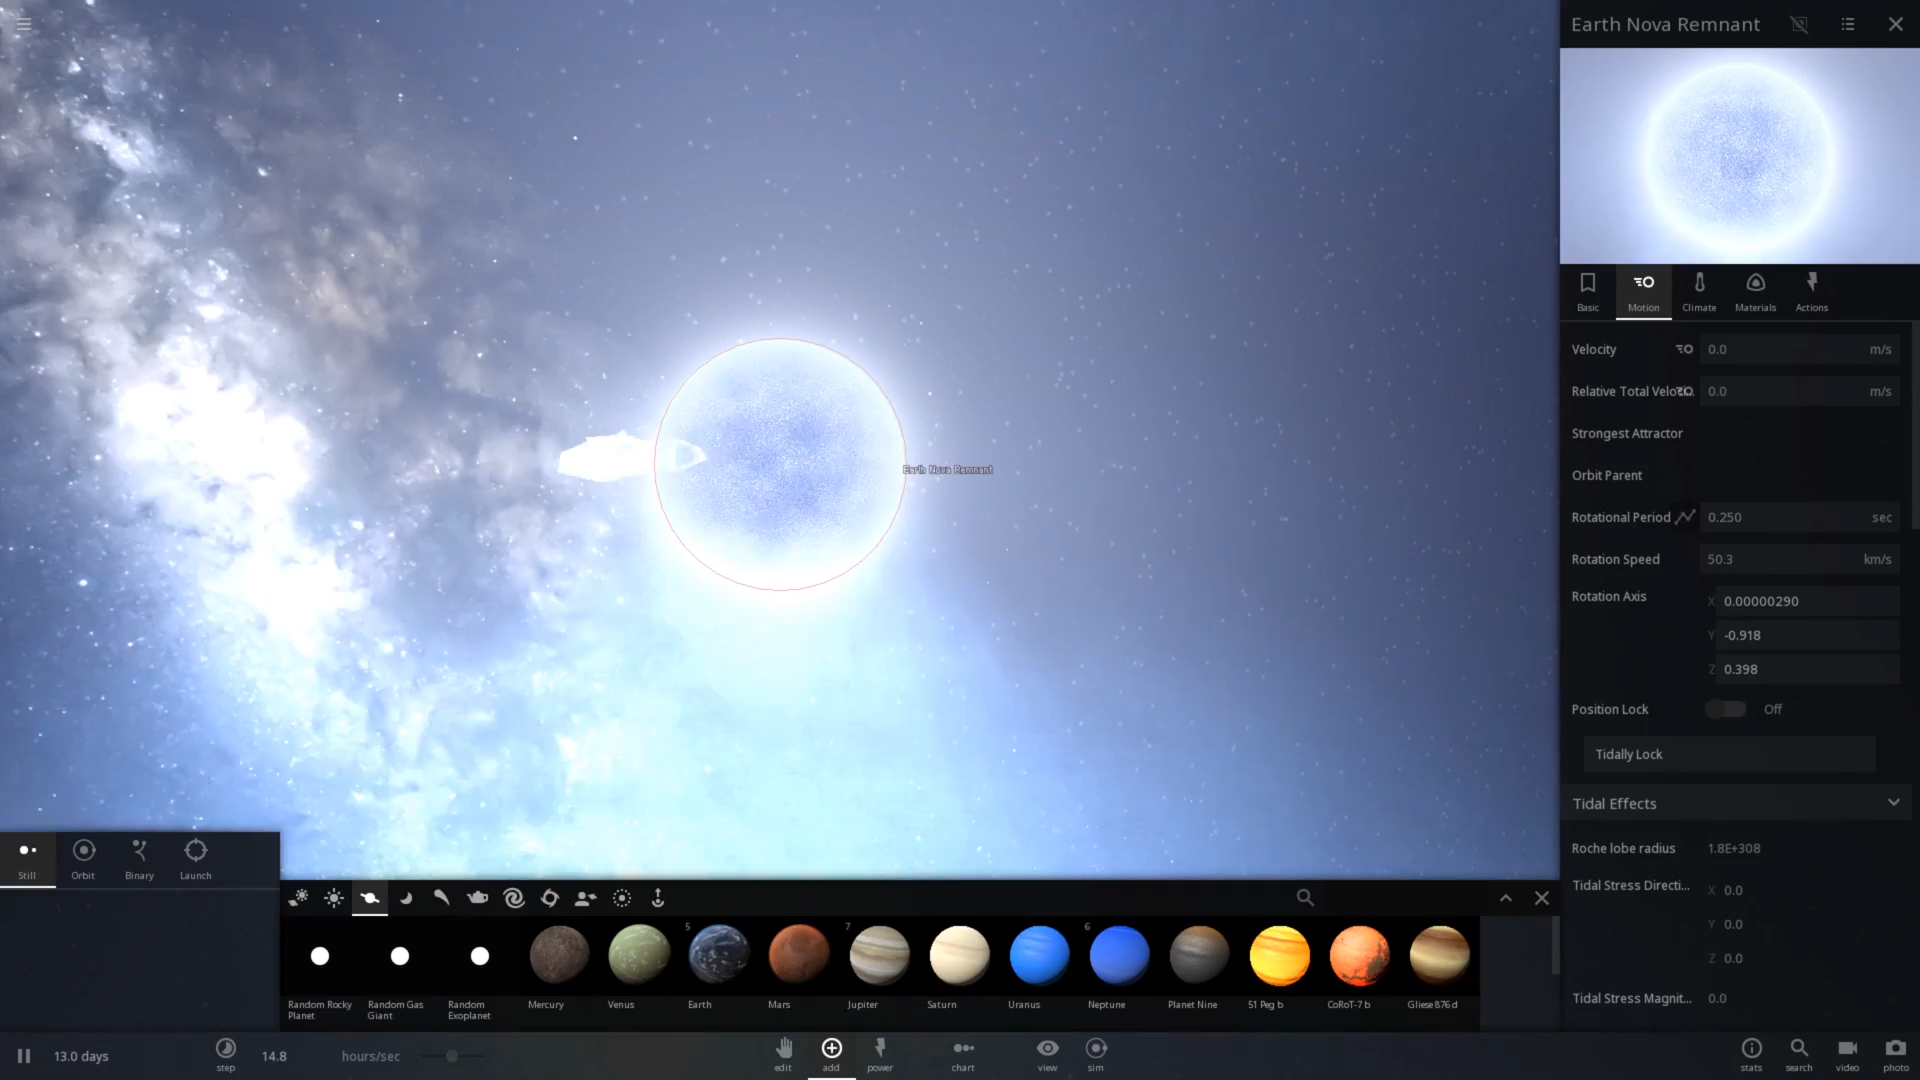 Earth Nova Remnant
Basic
Motion
Climate
Materials
Actions
Velocity 0.0 m/s
Relative Total Veloc... 0.0 m/s
Strongest Attractor
Orbit Parent
Rotational Period 0.250 sec
Rotation Speed 50.3 km/s
Rotation Axis X 0.00000290
Y -0.918
Z 0.398
Position Lock Off
Tidally Lock
Tidal Effects
Roche lobe radius 1.8E+308
Tidal Stress Directi... X 0.0
Y 0.0
Z 0.0
Tidal Stress Magnit... 0.0
Earth Nova Remnant
Still
Orbit
Binary
Launch
5
7
6
Random Rocky
Planet
Random Gas
Giant
Random
Exoplanet
Mercury
Venus
Earth
Mars
Jupiter
Saturn
Uranus
Neptune
Planet Nine
51 Peg b
CoRoT-7 b
Gliese 876 d
13.0 days
step
14.8 hours/sec
edit
add
power
chart
view
sim
stats
search
video
photo